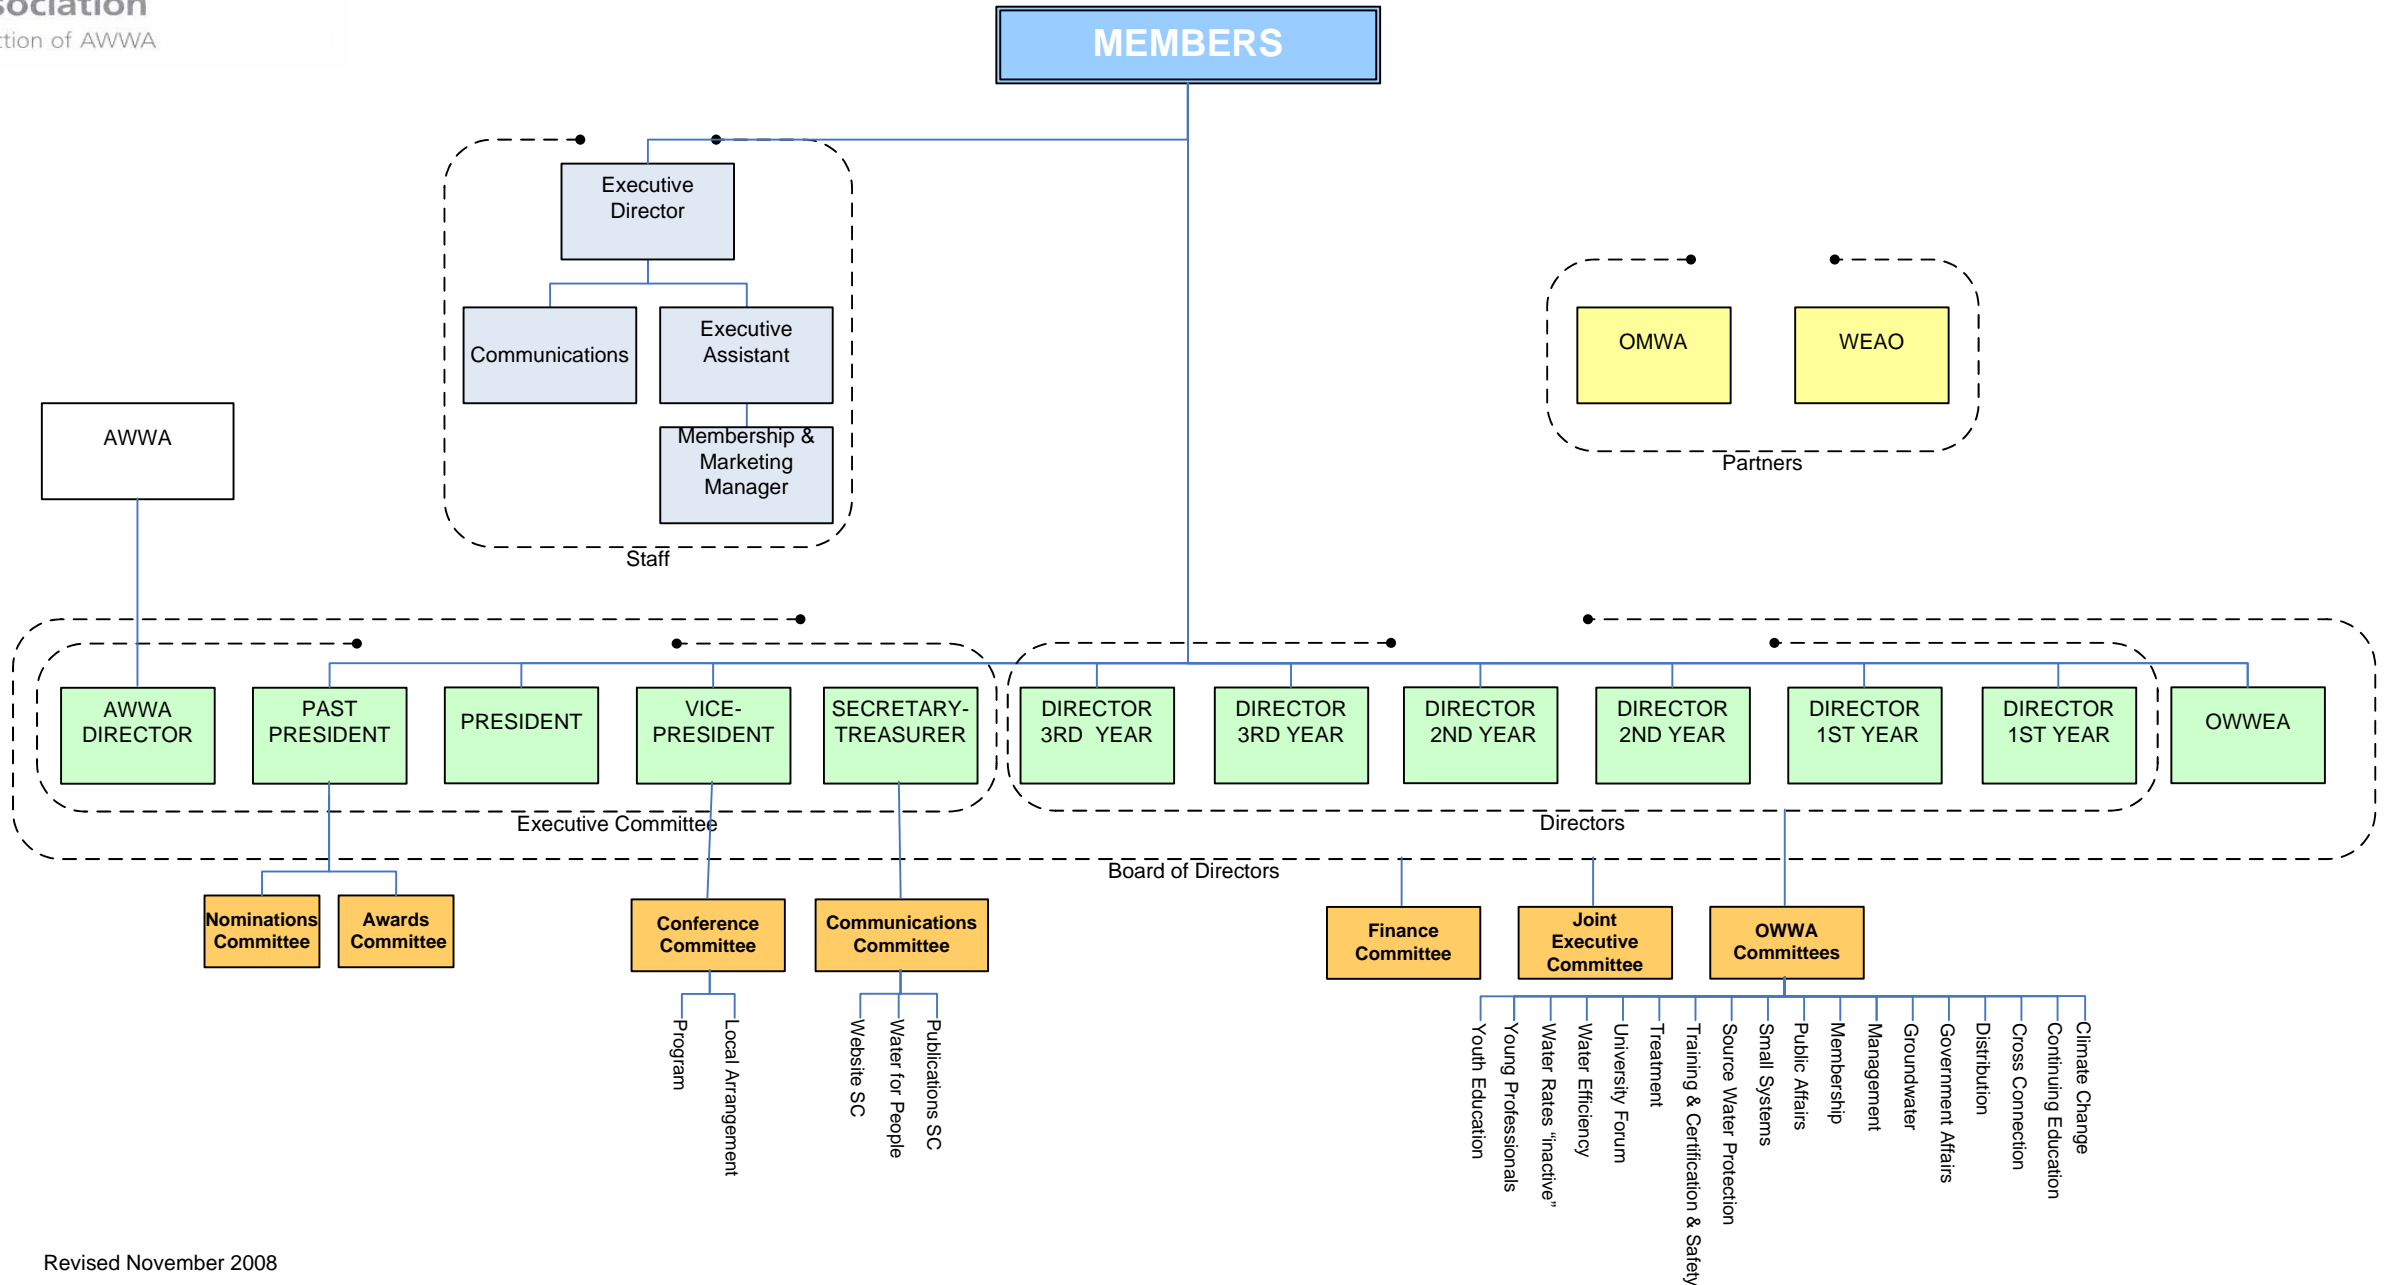 ction of AWWA
MEMBERS
Executive
Director
Communications
Executive
Assistant
Membership &
Marketing
Manager
Staff
OMWA
WEAO
Partners
AWWA
AWWA
DIRECTOR
PAST
PRESIDENT
PRESIDENT
VICE-
PRESIDENT
SECRETARY-
TREASURER
DIRECTOR
3RD YEAR
DIRECTOR
3RD YEAR
DIRECTOR
2ND YEAR
DIRECTOR
2ND YEAR
DIRECTOR
1ST YEAR
DIRECTOR
1ST YEAR
OWWEA
Executive Committee
Directors
Board of Directors
Nominations
Committee
Awards
Committee
Conference
Committee
Communications
Committee
Finance
Committee
Joint
Executive
Committee
OWWA
Committees
Program
Local Arrangement
Website SC
Water for People
Publications SC
Youth Education
Young Professionals
Water Rates “inactive”
Water Efficiency
University Forum
Treatment
Training & Certification & Safety
Source Water Protection
Small Systems
Public Affairs
Membership
Management
Groundwater
Government Affairs
Distribution
Cross Connection
Continuing Education
Climate Change
Revised November 2008